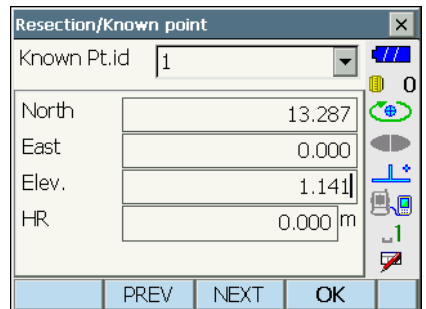 Resection/Known point
Known Pt.id 1
0
North 13.287
East 0.000
Elev. 1.141
HR 0.000 m
1
PREV NEXT OK